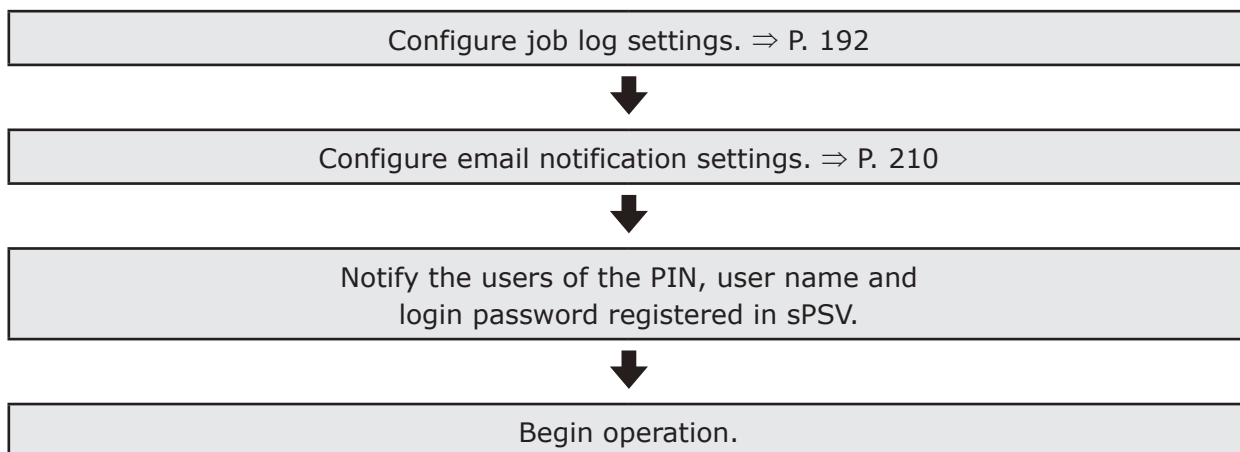 Configure job log settings. ⇒ P. 192
Configure email notification settings. ⇒ P. 210
Notify the users of the PIN, user name and
login password registered in sPSV.
Begin operation.